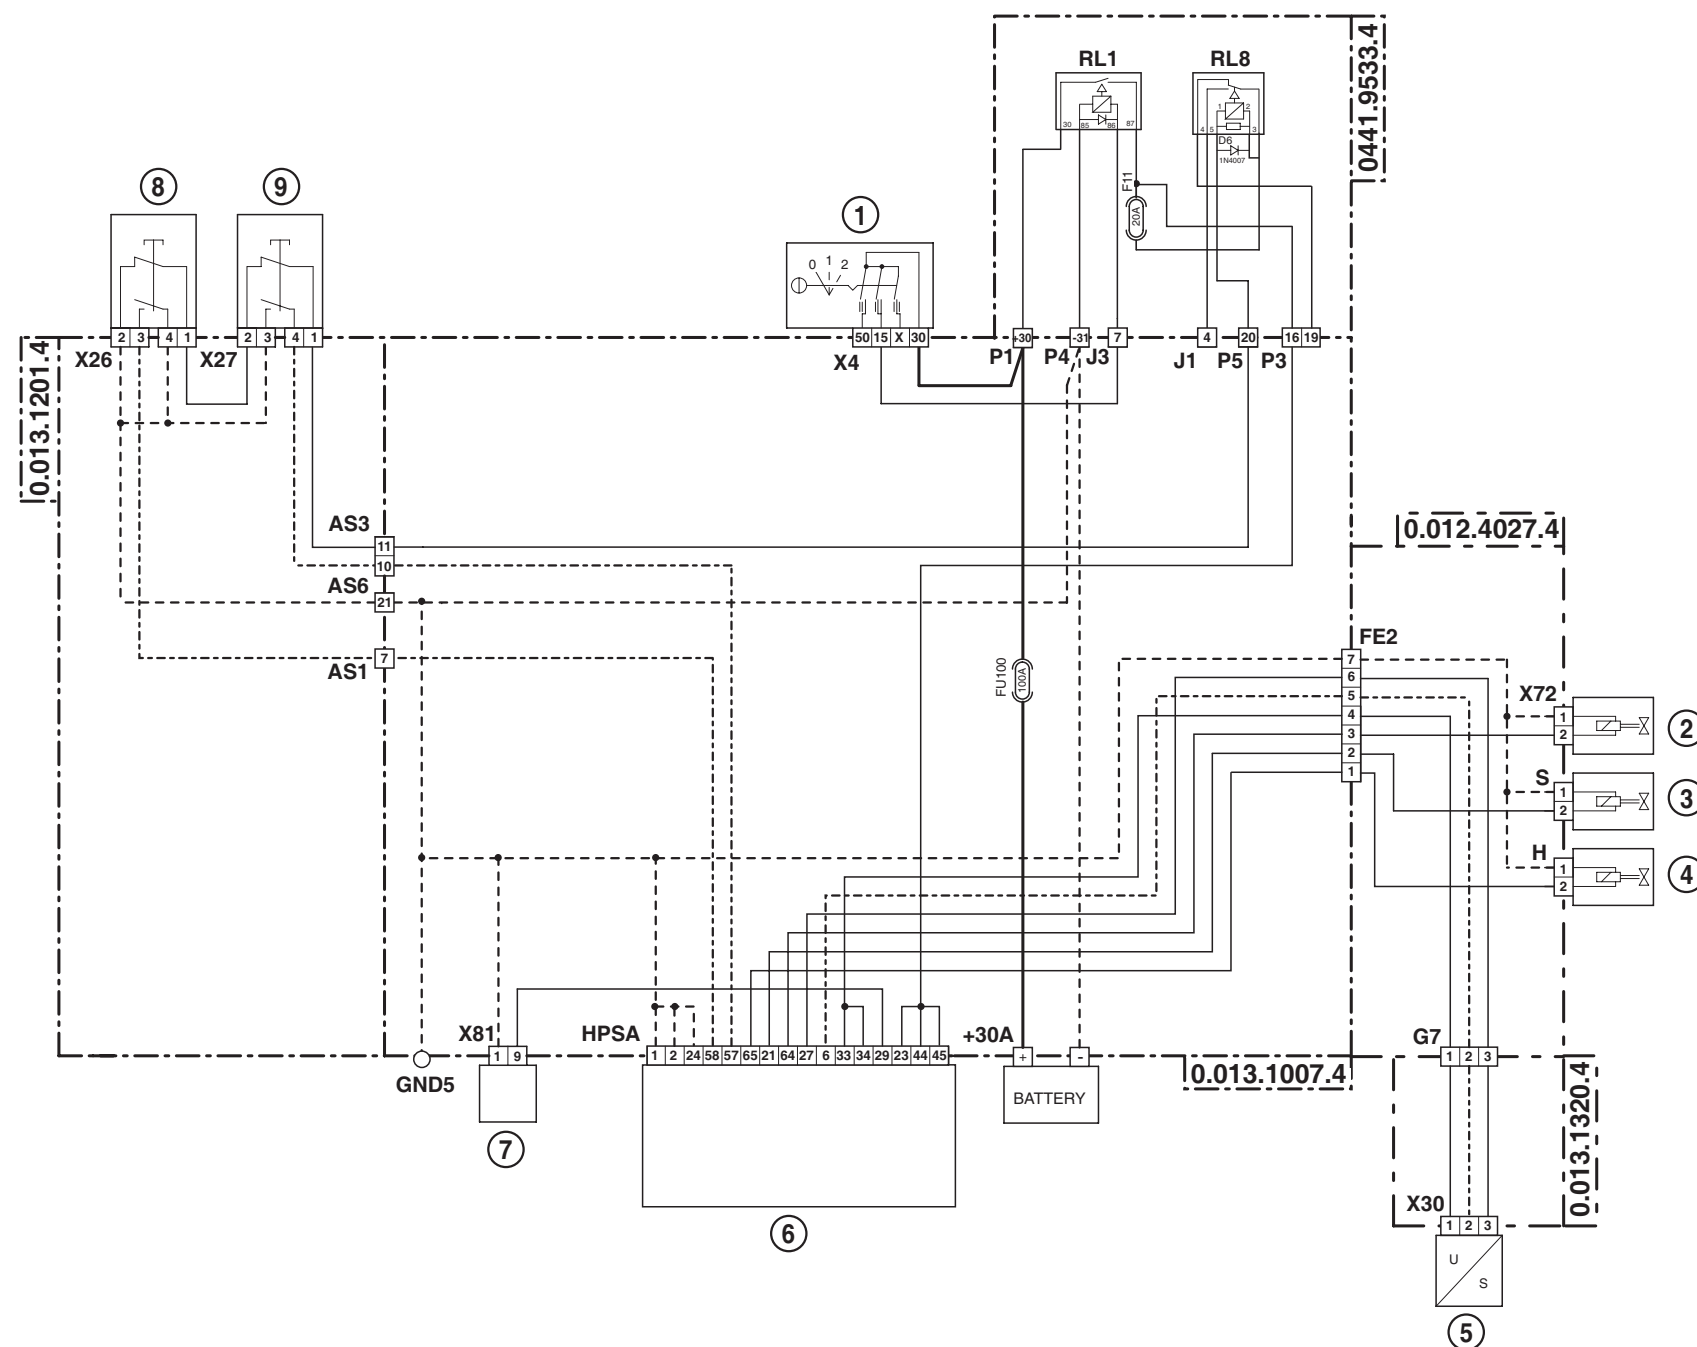 RL1 RL8
0441.9533.4
30 85 86 87
1 2
4 5 3
D6
1N4007
F11
20A
8 9 1
0 1 2
2 3 4 1 2 3 4 1
50 15 X 30
+30 -31 7 4 20 16 19
X26 X27 X4 P1 P4 J3 J1 P5 P3
0.013.1201.4
AS3
11
10
AS6
21
AS1
7
0.012.4027.4
FU100
100A
FE2
7
6
5
4
3
2
1
X72
1
2
2
S
1
2
3
H
1
2
4
X81 HPSA +30A G7
1 9
1 2 24 58 57 65 21 64 27 6 33 34 29 23 44 45
+ -
1 2 3
GND5
BATTERY
0.013.1007.4
0.013.1320.4
7
6
X30
1 2 3
U
S
5